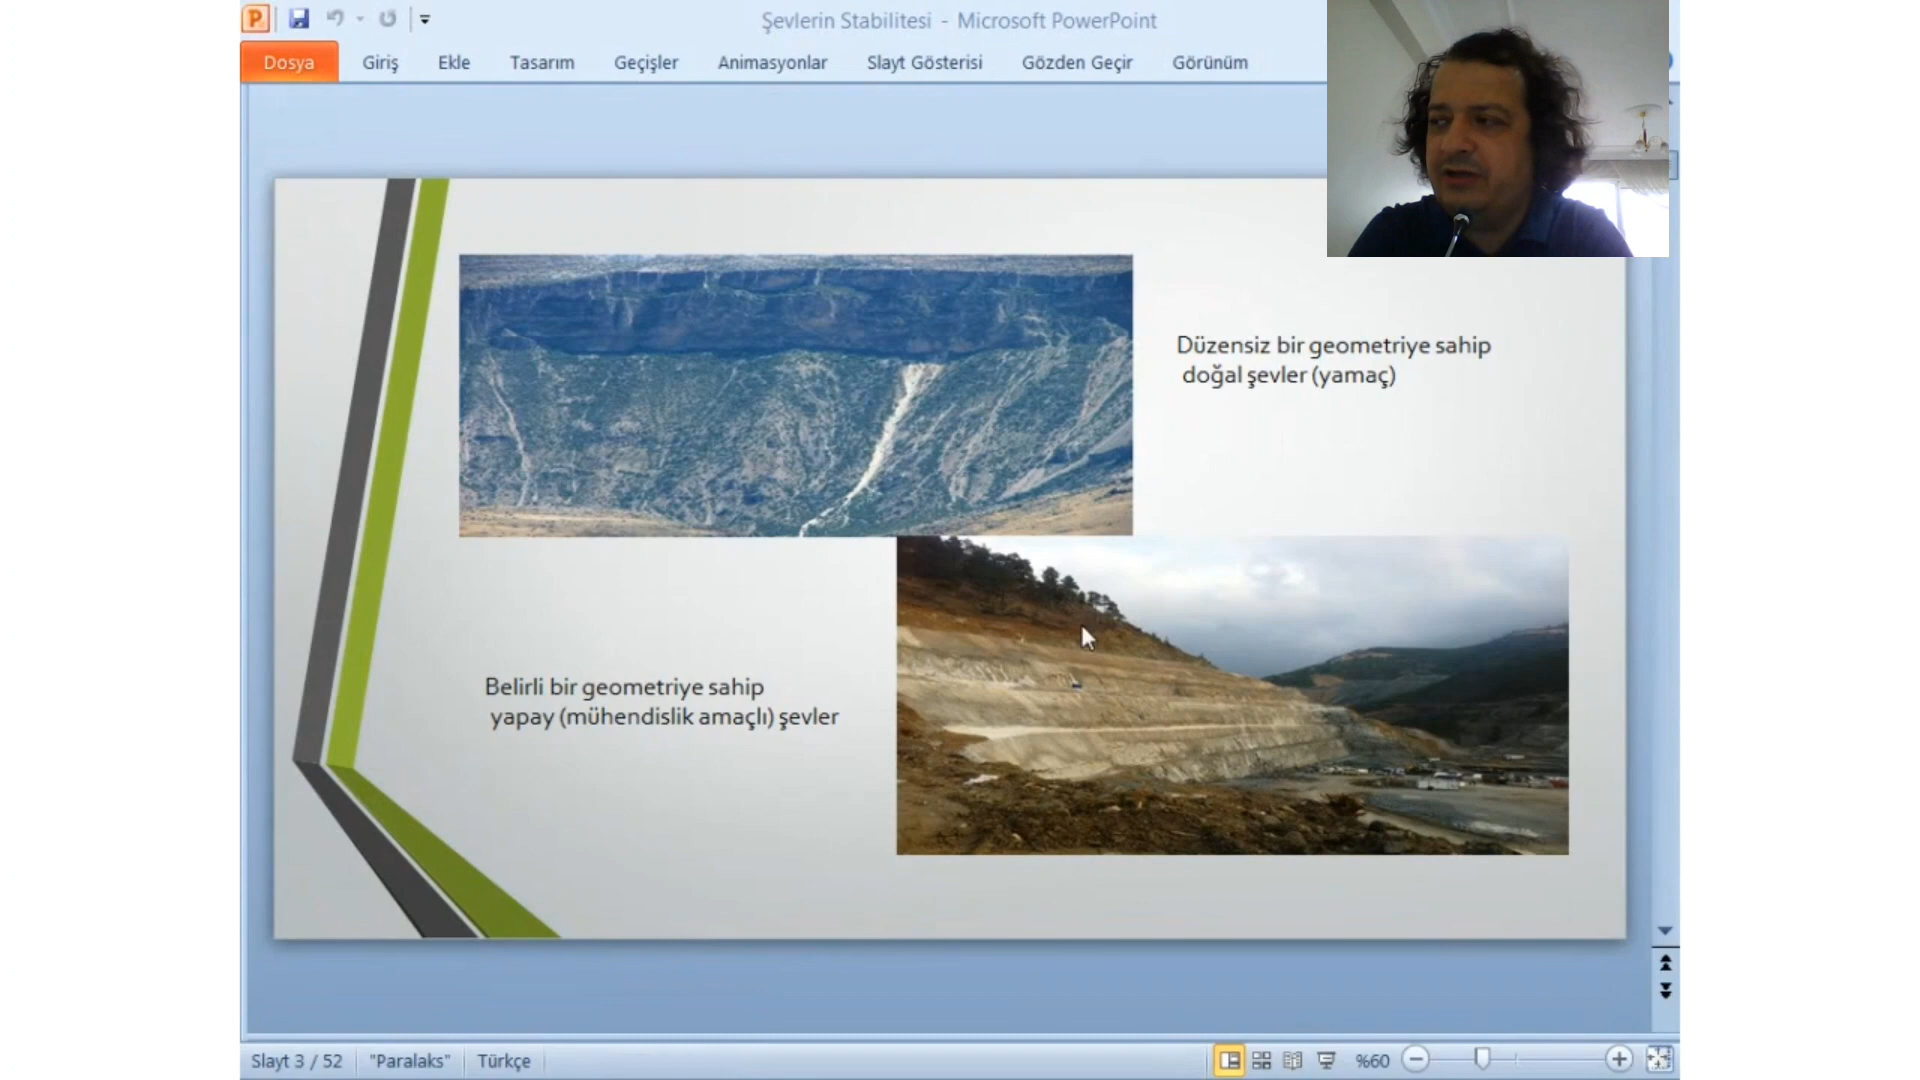 Şevlerin Stabilitesi - Microsoft PowerPoint
Dosya Giriş Ekle Tasarım Geçişler Animasyonlar Slayt Gösterisi Gözden Geçir Görünüm
Düzensiz bir geometriye sahip
doğal şevler (yamaç)
Belirli bir geometriye sahip
yapay (mühendislik amaçlı) şevler
Slayt 3 / 52 "Paralaks" Türkçe %60